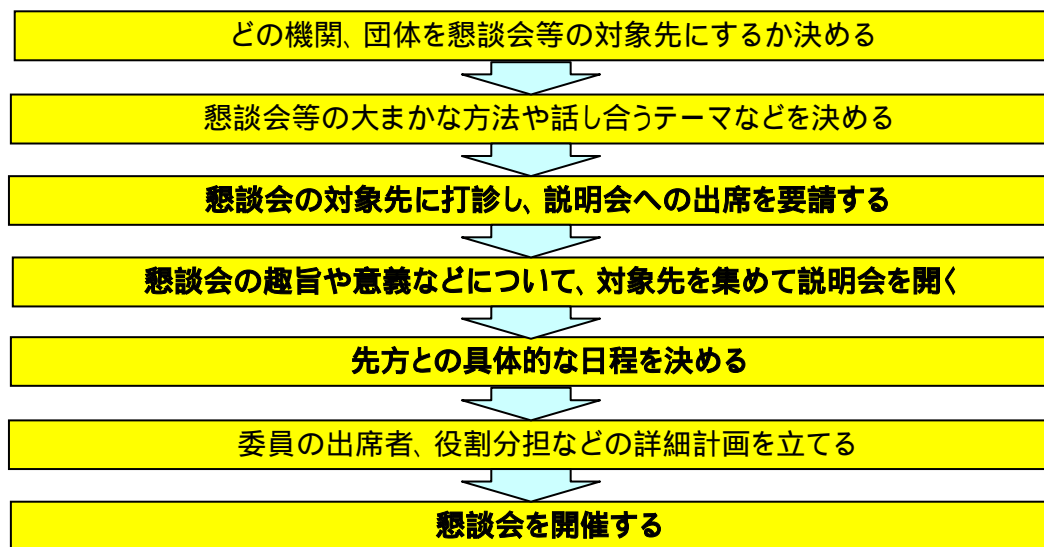 どの機関、団体を懇談会等の対象先にするか決める
懇談会等の大まかな方法や話し合うテーマなどを決める
懇談会の対象先に打診し、説明会への出席を要請する
懇談会の趣旨や意義などについて、対象先を集めて説明会を開く
先方との具体的な日程を決める
委員の出席者、役割分担などの詳細計画を立てる
懇談会を開催する